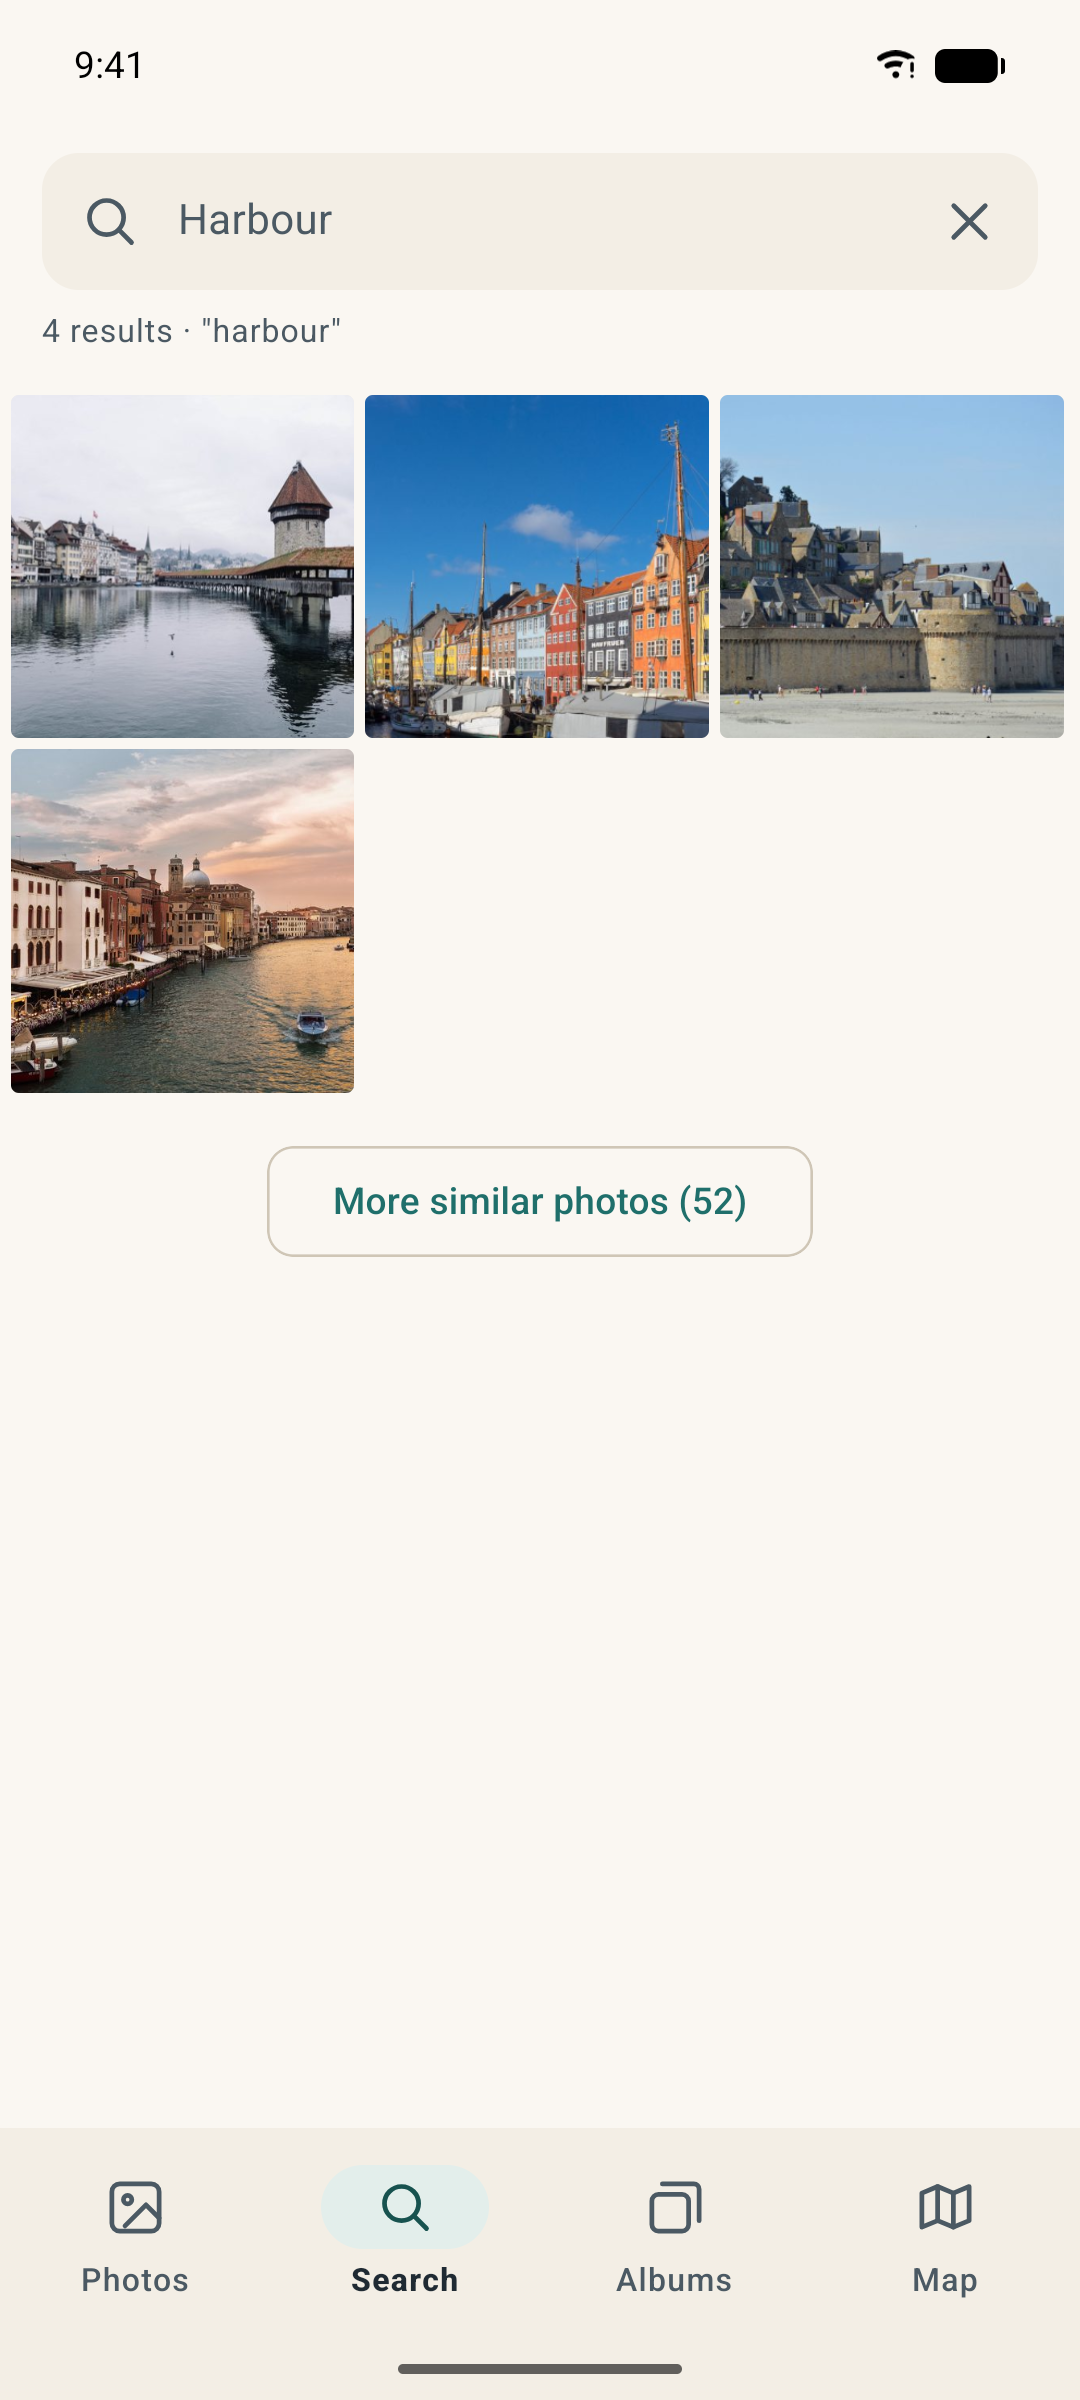 9:41
Harbour
4 results · "harbour"
More similar photos (52)
Photos
Search
Albums
Map